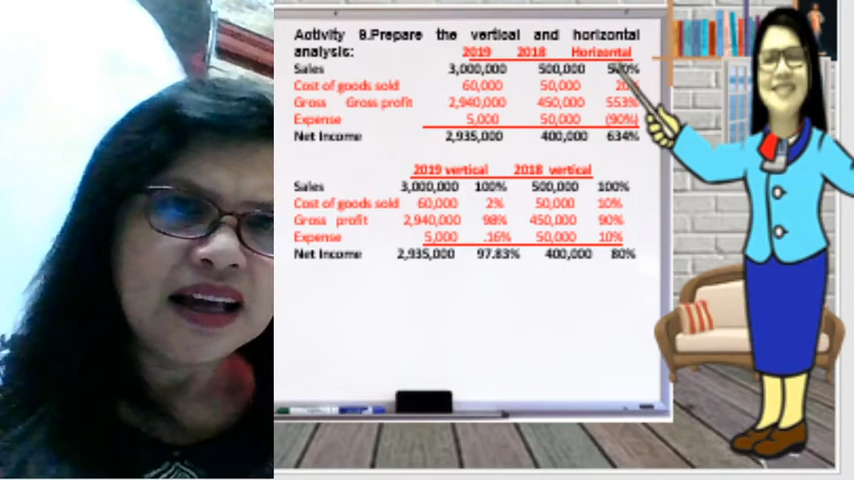 Activity 9.Prepare the vertical and horizontal
analysis: 2019 2018 Horizontal
Sales 3,000,000 500,000 500%
Cost of goods sold 60,000 50,000 20
Gross Gross profit 2,940,000 450,000 553%
Expense 5,000 50,000 (90%)
Net Income 2,935,000 400,000 634%
2019 vertical 2018 vertical
Sales 3,000,000 100% 500,000 100%
Cost of goods sold 60,000 2% 50,000 10%
Gross profit 2,940,000 98% 450,000 90%
Expense 5,000 .16% 50,000 10%
Net Income 2,935,000 97.83% 400,000 80%